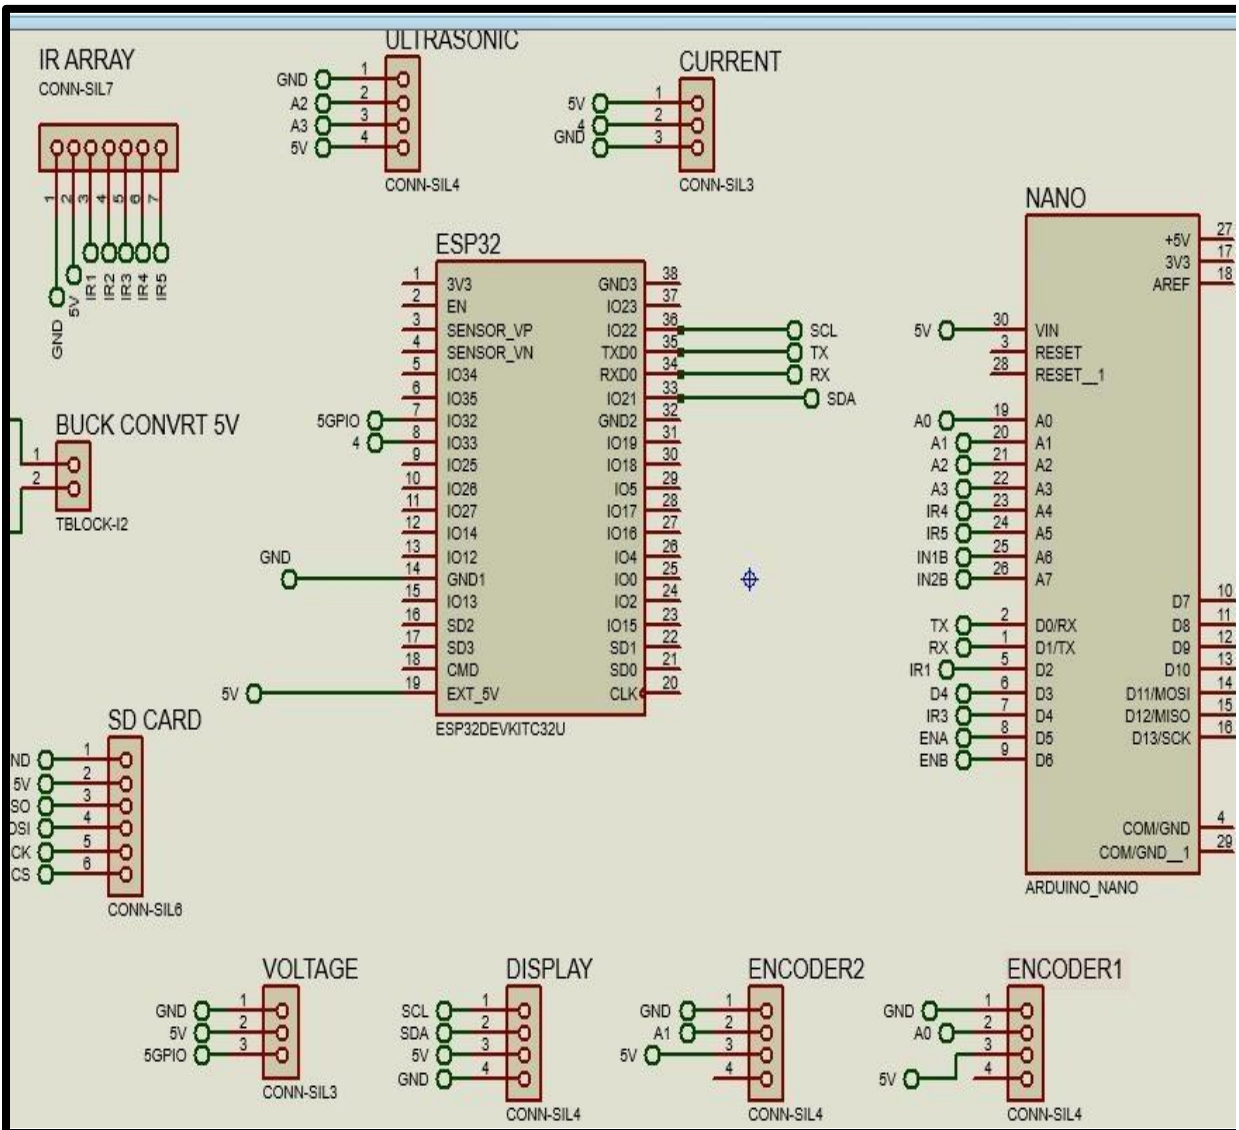 IR ARRAY
CONN-SIL7
1
2
3
4
5
6
7
GND
5V
IR1
IR2
IR3
IR4
IR5
ULTRASONIC
GND 1
A2 2
A3 3
5V 4
CONN-SIL4
CURRENT
5V 1
4 2
GND 3
CONN-SIL3
BUCK CONVRT 5V
1
2
TBLOCK-I2
ESP32
1 3V3 GND3 38
2 EN IO23 37
3 SENSOR_VP IO22 36 SCL
4 SENSOR_VN TXD0 35 TX
5 IO34 RXD0 34 RX
6 IO35 IO21 33 SDA
5GPIO 7 IO32 GND2 32
4 8 IO33 IO19 31
9 IO25 IO18 30
10 IO26 IO5 29
11 IO27 IO17 28
12 IO14 IO16 27
13 IO12 IO4 26
GND 14 GND1 IO0 25
15 IO13 IO2 24
16 SD2 IO15 23
17 SD3 SD1 22
18 CMD SD0 21
5V 19 EXT_5V CLK 20
ESP32DEVKITC32U
NANO
+5V 27
3V3 17
AREF 18
5V 30 VIN
3 RESET
28 RESET__1
A0 19 A0
A1 20 A1
A2 21 A2
A3 22 A3
IR4 23 A4
IR5 24 A5
IN1B 25 A6
IN2B 26 A7
D7 10
TX 2 D0/RX D8 11
RX 1 D1/TX D9 12
IR1 5 D2 D10 13
D4 6 D3 D11/MOSI 14
IR3 7 D4 D12/MISO 15
ENA 8 D5 D13/SCK 16
ENB 9 D6
COM/GND 4
COM/GND__1 29
ARDUINO_NANO
SD CARD
ND 1
5V 2
SO 3
OSI 4
CK 5
CS 6
CONN-SIL6
VOLTAGE
GND 1
5V 2
5GPIO 3
CONN-SIL3
DISPLAY
SCL 1
SDA 2
5V 3
GND 4
CONN-SIL4
ENCODER2
GND 1
A1 2
5V 3
4
CONN-SIL4
ENCODER1
GND 1
A0 2
3
5V 4
CONN-SIL4